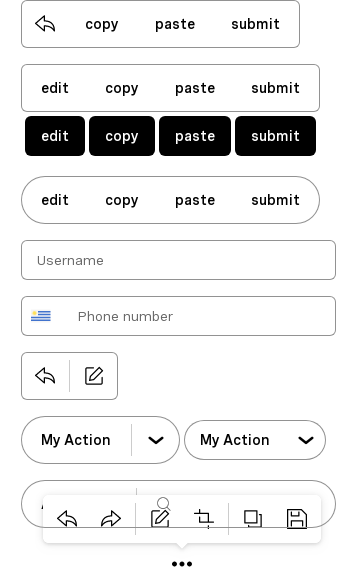 copy paste submit
edit copy paste submit
edit copy paste submit
edit copy paste submit
Username
Phone number
My Action My Action